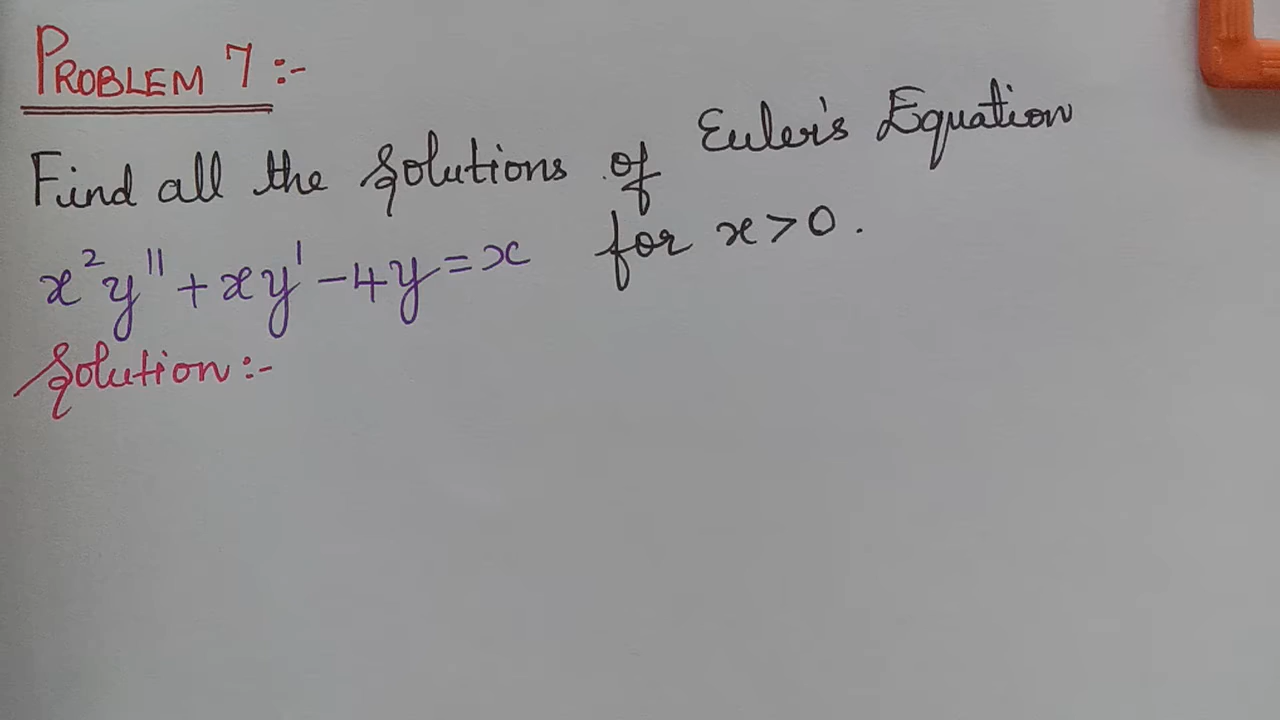 PROBLEM 7:-
Find all the Solutions of Euler's Equation
x²y" + xy' - 4y = x for x > 0.
Solution:-